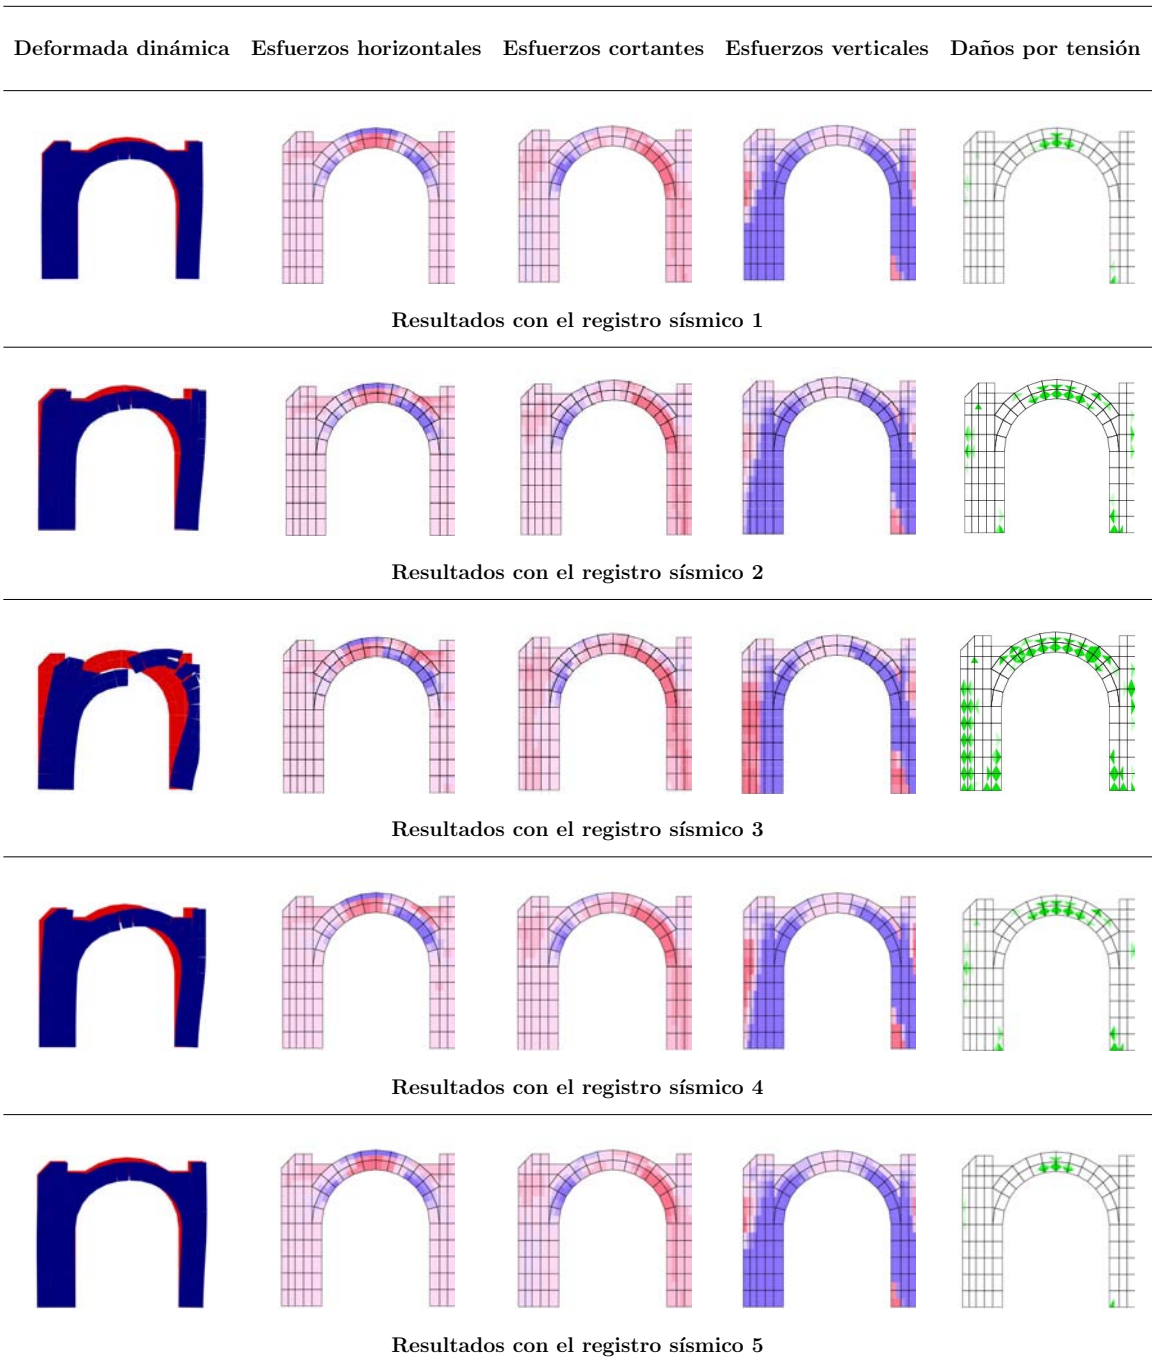 Deformada dinámica Esfuerzos horizontales Esfuerzos cortantes Esfuerzos verticales Daños por tensión
Resultados con el registro sísmico 1
Resultados con el registro sísmico 2
Resultados con el registro sísmico 3
Resultados con el registro sísmico 4
Resultados con el registro sísmico 5